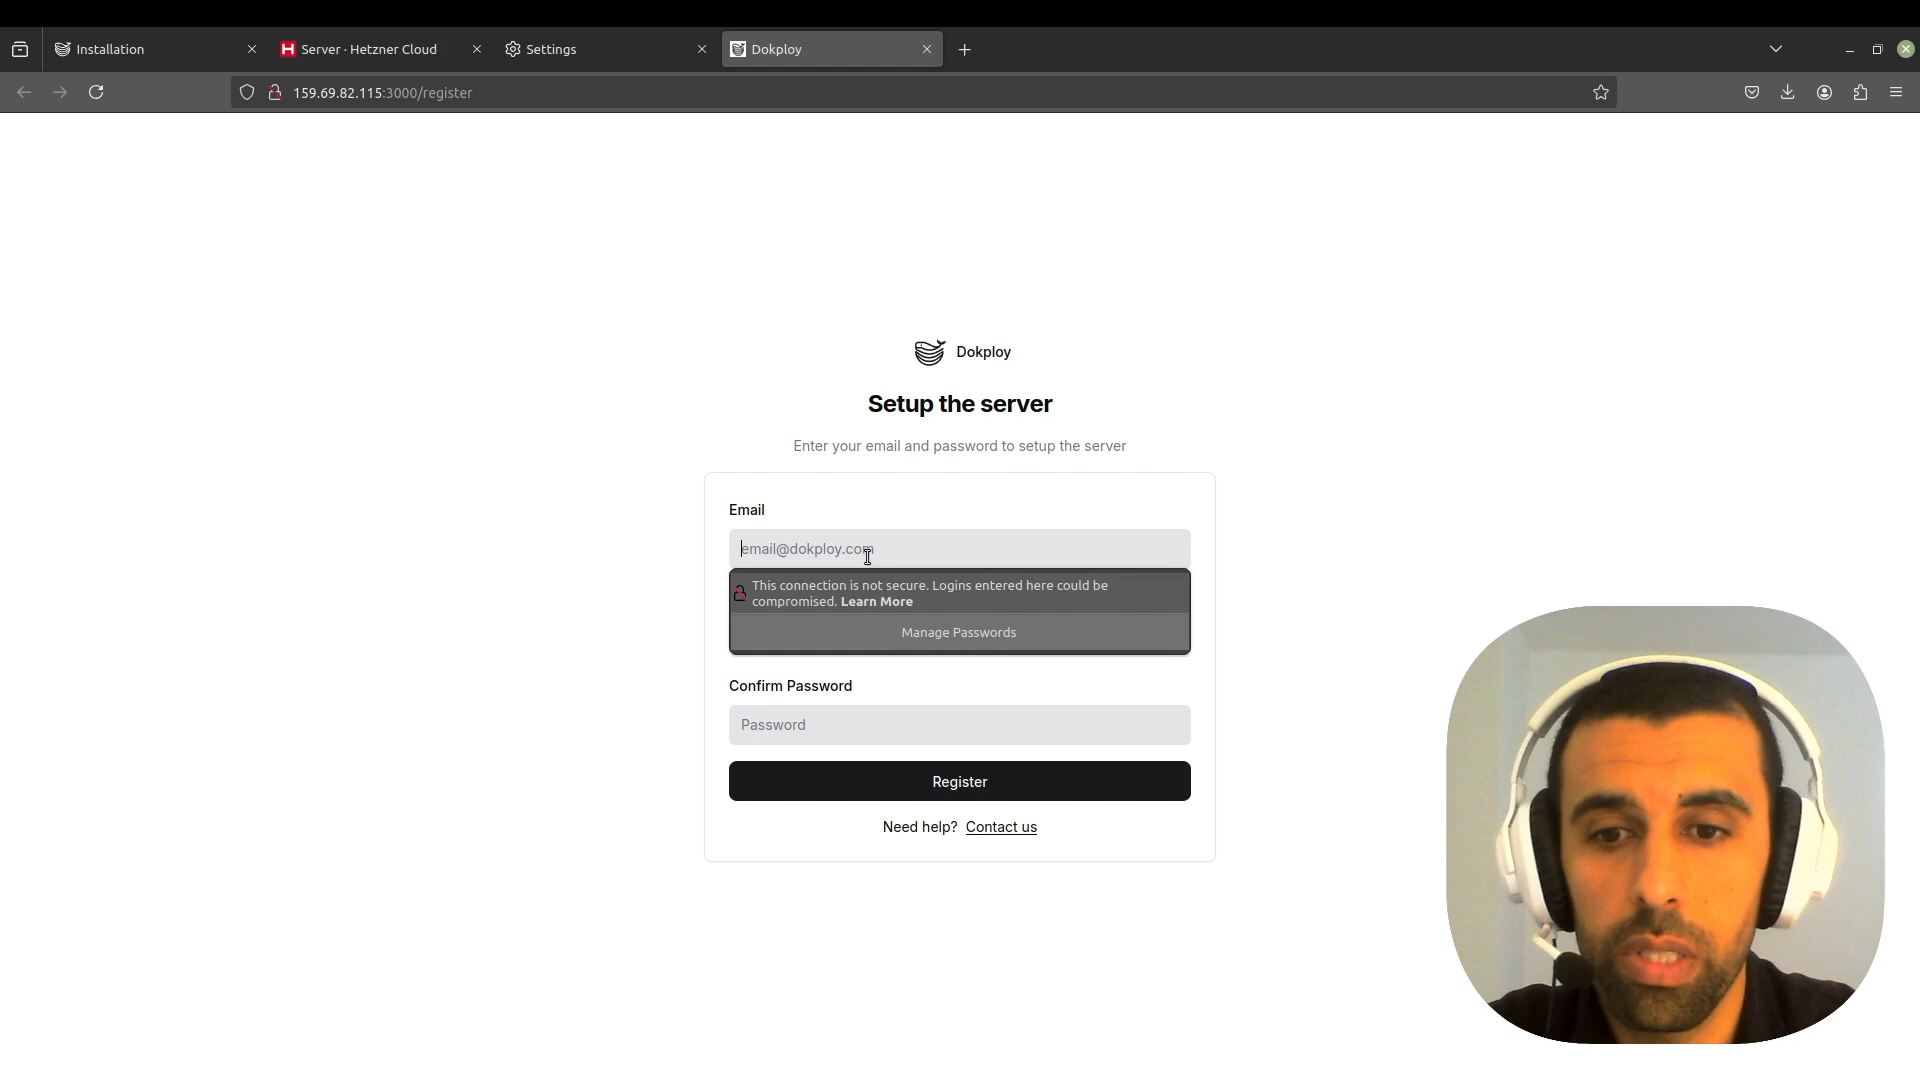 Installation
Server · Hetzner Cloud
Settings
Dokploy
159.69.82.115:3000/register
Dokploy
Setup the server
Enter your email and password to setup the server
Email
email@dokploy.com
This connection is not secure. Logins entered here could be
compromised. Learn More
Manage Passwords
Confirm Password
Password
Register
Need help? Contact us